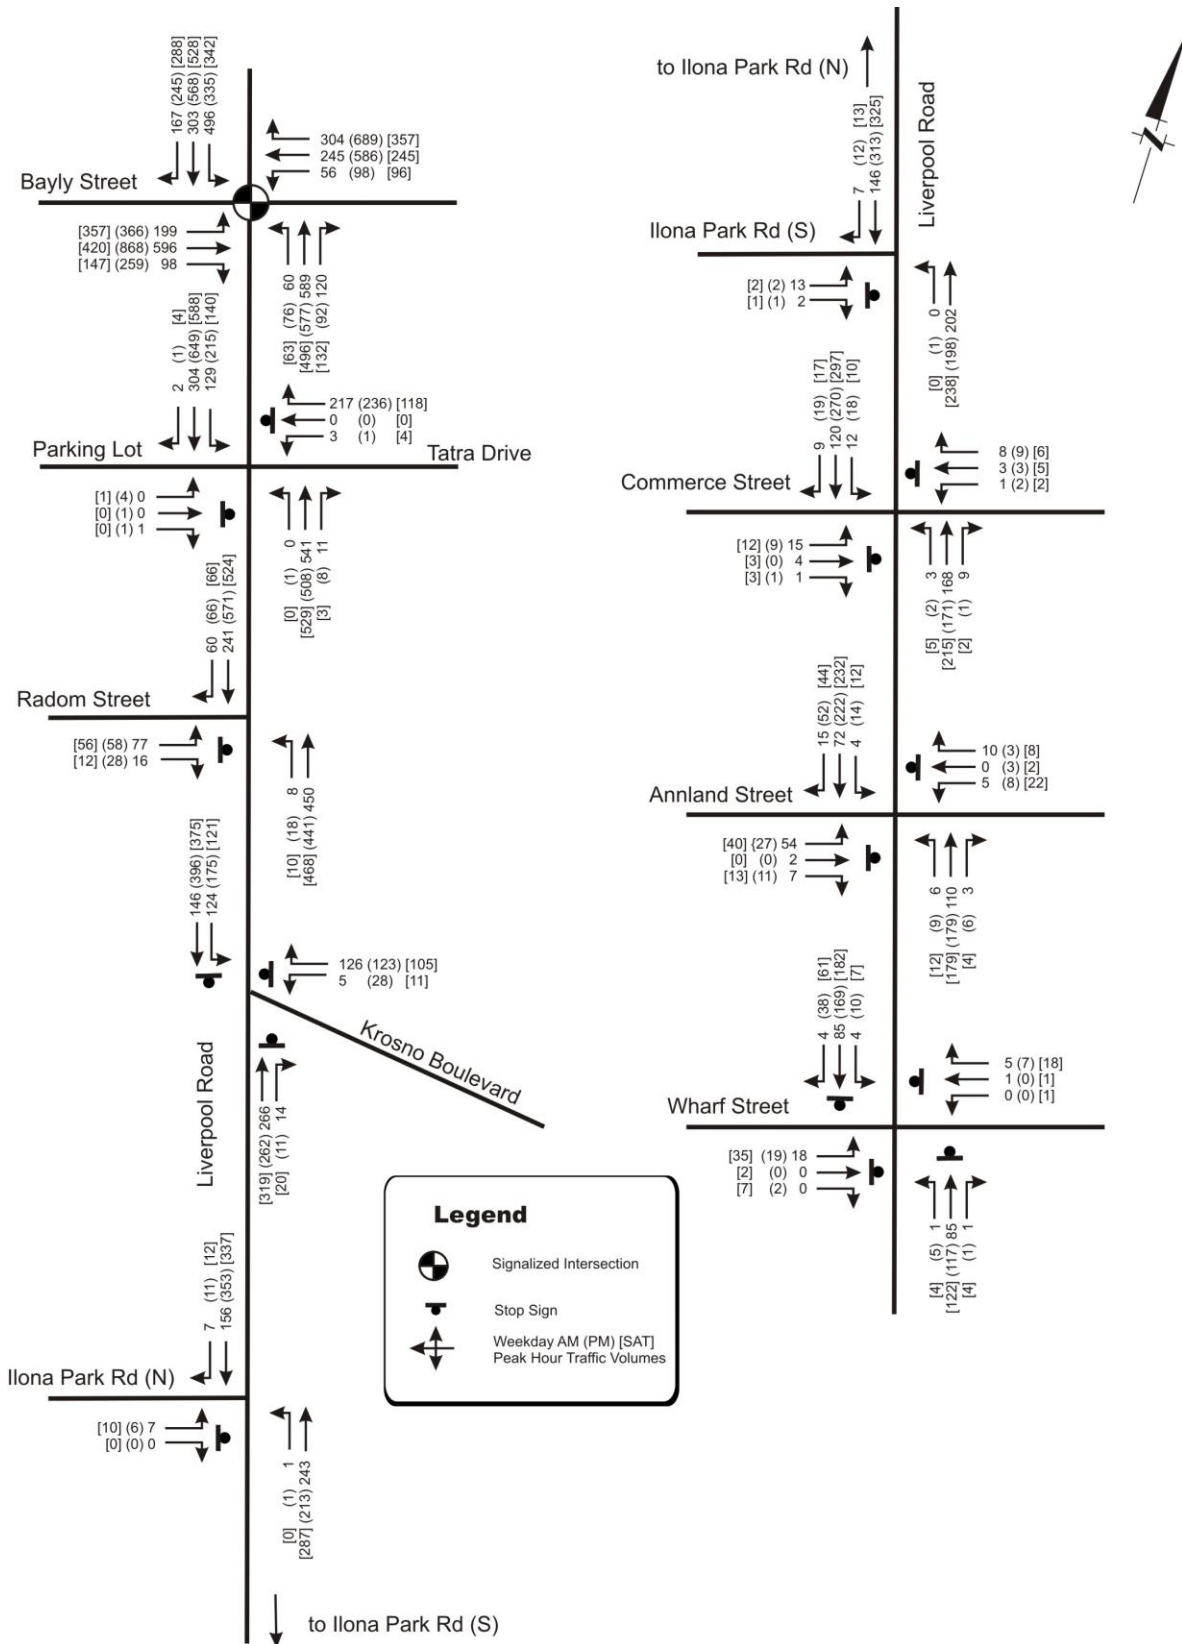 167 (245) [288]
303 (568) [528]
496 (335) [342]
304 (689) [357]
245 (586) [245]
56 (98) [96]
Bayly Street
[357] (366) 199
[420] (868) 596
[147] (259) 98
[63] (76) 60
[496] (577) 589
[132] (92) 120
2 (1) [4]
304 (649) [588]
129 (215) [140]
217 (236) [118]
0 (0) [0]
3 (1) [4]
Parking Lot
Tatra Drive
[1] (4) 0
[0] (1) 0
[0] (1) 1
[0] (1) 0
[529] (508) 541
[3] (8) 11
60 (66) [66]
241 (571) [524]
Radom Street
[56] (58) 77
[12] (28) 16
[10] (18) 8
[468] (441) 450
146 (396) [375]
124 (175) [121]
126 (123) [105]
5 (28) [11]
Krosno Boulevard
Liverpool Road
[319] (262) 266
[20] (11) 14
7 (11) [12]
156 (353) [337]
Ilona Park Rd (N)
[10] (6) 7
[0] (0) 0
[0] (1) 1
[287] (213) 243
to Ilona Park Rd (S)
to Ilona Park Rd (N)
Liverpool Road
N
7 (12) [13]
146 (313) [325]
Ilona Park Rd (S)
[2] (2) 13
[1] (1) 2
[0] (1) 0
[238] (198) 202
9 (19) [17]
120 (270) [297]
12 (18) [10]
8 (9) [6]
3 (3) [5]
1 (2) [2]
Commerce Street
[12] (9) 15
[3] (0) 4
[3] (1) 1
[5] (2) 3
[215] (171) 168
[2] (1) 9
15 (52) [44]
72 (222) [232]
4 (14) [12]
10 (3) [8]
0 (3) [2]
5 (8) [22]
Annland Street
[40] {27) 54
[0] (0) 2
[13] (11) 7
[12] (9) 6
[179] (179) 110
[4] (6) 3
4 (38) [61]
85 (169) [182]
4 (10) [7]
5 (7) [18]
1 (0) [1]
0 (0) [1]
Wharf Street
[35] (19) 18
[2] (0) 0
[7] (2) 0
[4] (5) 1
[122] (117) 85
[4] (1) 1
Legend
Signalized Intersection
Stop Sign
Weekday AM (PM) [SAT]
Peak Hour Traffic Volumes